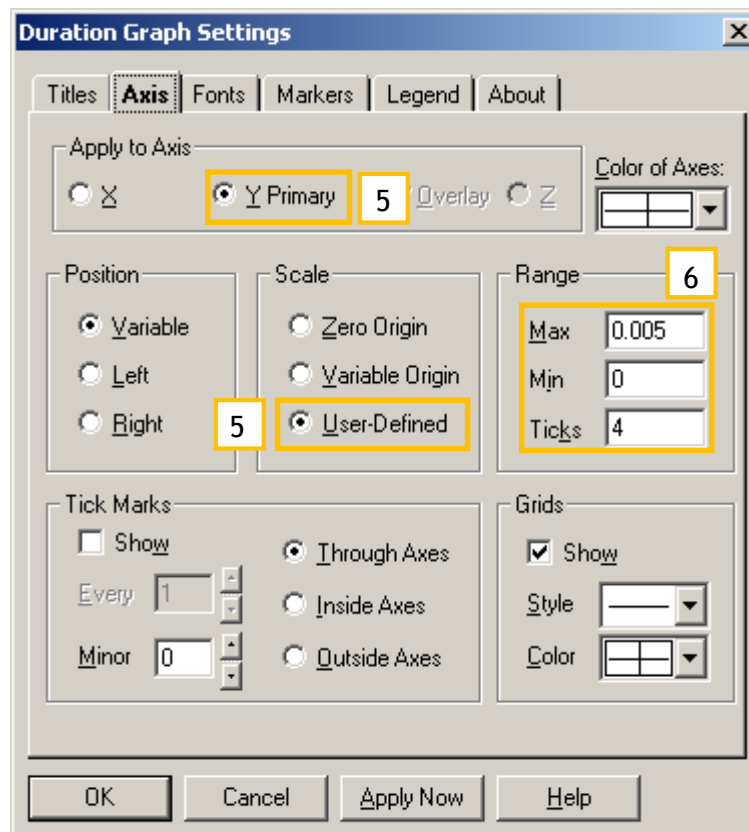 Duration Graph Settings
Titles Axis Fonts Markers Legend About
Apply to Axis
X Y Primary 5 Overlay Z
Color of Axes:
Position
Variable
Left
Right
Scale
Zero Origin
Variable Origin
5 User-Defined
Range 6
Max 0.005
Min 0
Ticks 4
Tick Marks
Show
Every 1
Minor 0
Through Axes
Inside Axes
Outside Axes
Grids
Show
Style
Color
OK Cancel Apply Now Help